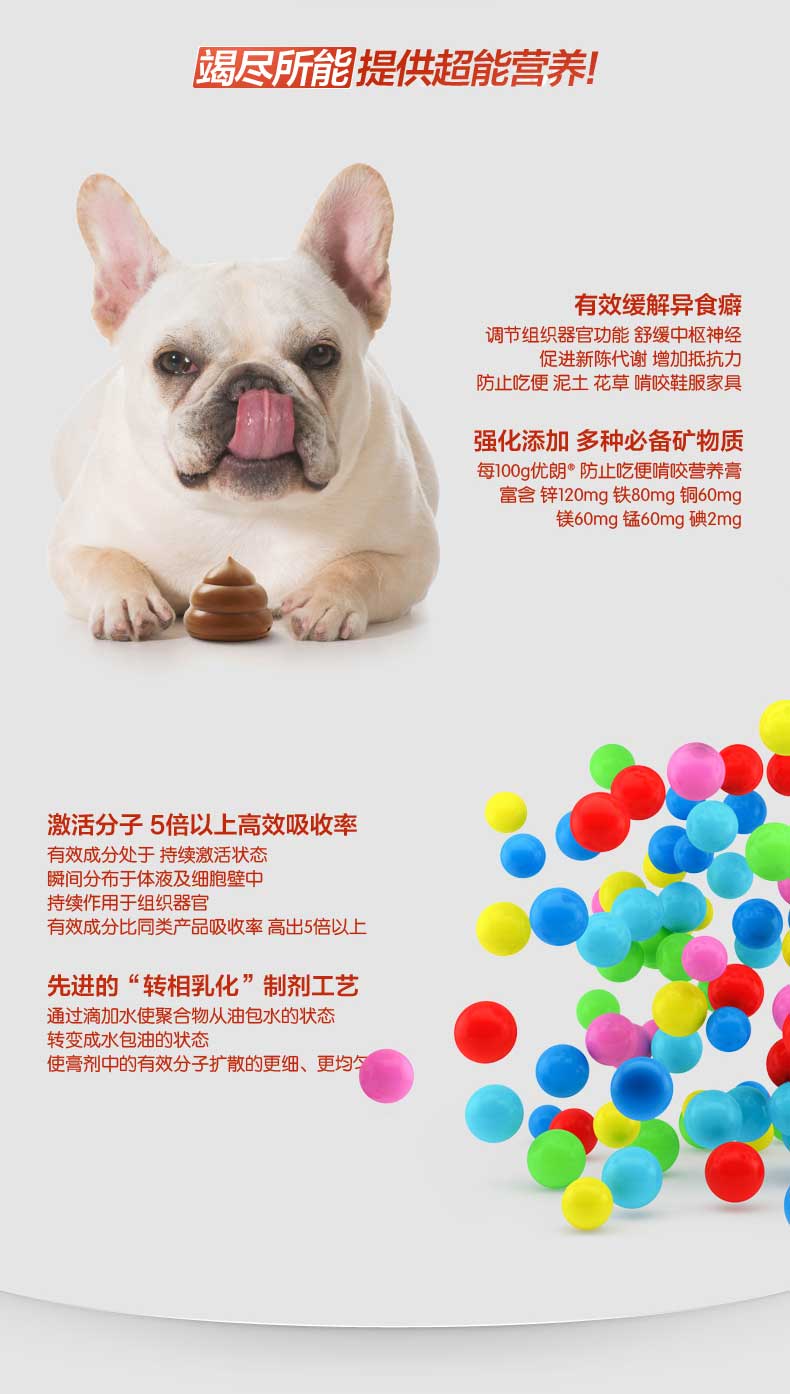 竭尽所能 提供超能营养!
有效缓解异食癖
调节组织器官功能 舒缓中枢神经
促进新陈代谢 增加抵抗力
防止吃便 泥土 花草 啃咬鞋服家具
强化添加 多种必备矿物质
每100g优朗® 防止吃便啃咬营养膏
富含 锌120mg 铁80mg 铜60mg
镁60mg 锰60mg 碘2mg
激活分子 5倍以上高效吸收率
有效成分处于 持续激活状态
瞬间分布于体液及细胞壁中
持续作用于组织器官
有效成分比同类产品吸收率 高出5倍以上
先进的“转相乳化”制剂工艺
通过滴加水使聚合物从油包水的状态
转变成水包油的状态
使膏剂中的有效分子扩散的更细、更均匀